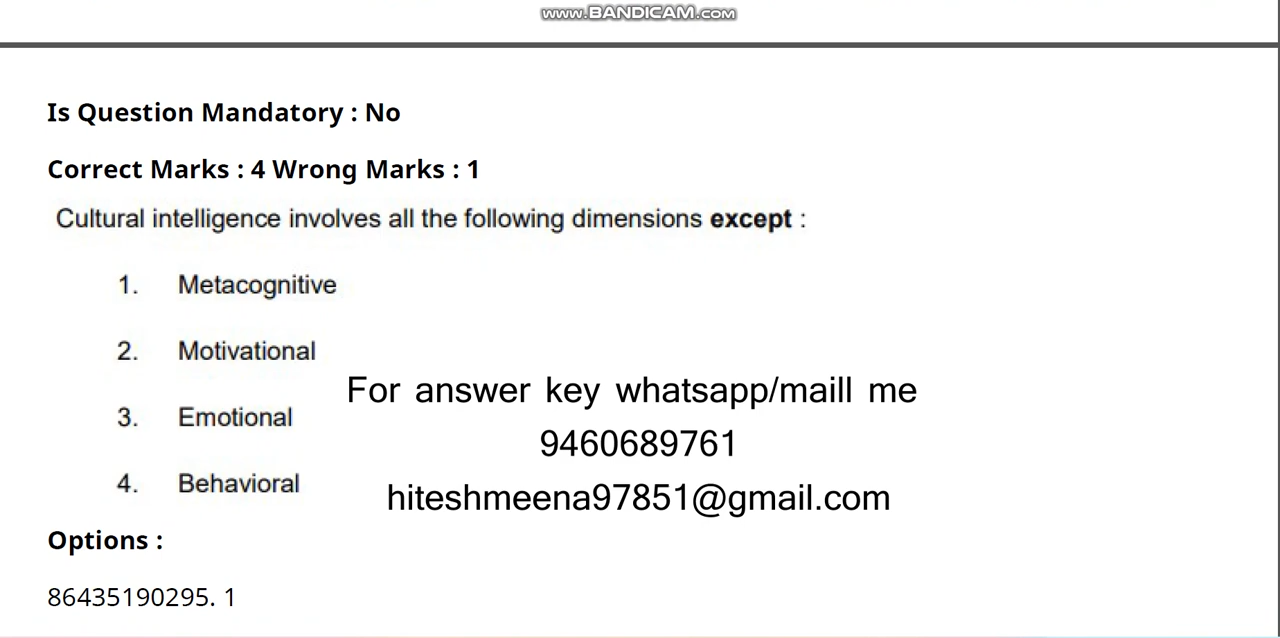 www.BANDICAM.com
Is Question Mandatory : No
Correct Marks : 4 Wrong Marks : 1
Cultural intelligence involves all the following dimensions except :
1. Metacognitive
2. Motivational
For answer key whatsapp/maill me
3. Emotional
9460689761
4. Behavioral
hiteshmeena97851@gmail.com
Options :
86435190295. 1